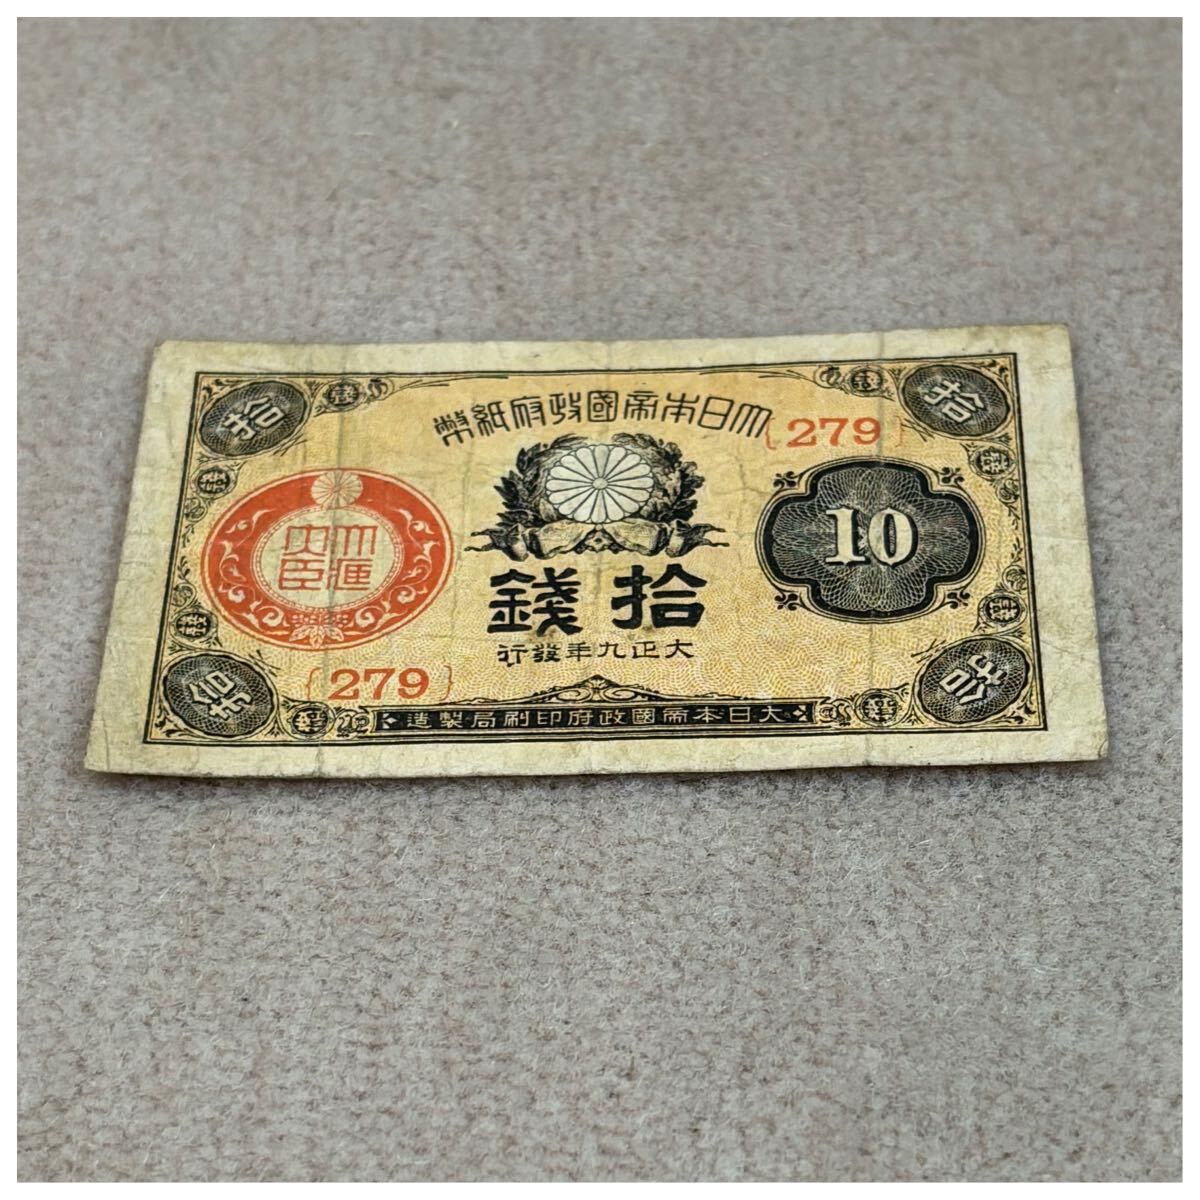 大日本帝國政府紙幣
{279}
拾
拾
大蔵
大臣
10
拾錢
大正九年發行
{279}
大日本帝國政府印刷局製造
拾
拾